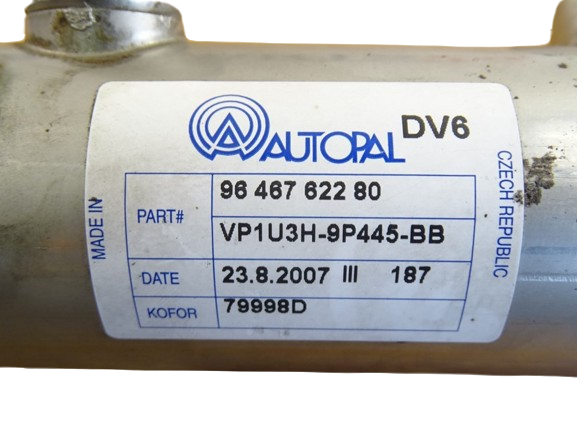 AUTOPAL DV6
MADE IN
PART# 96 467 622 80
VP1U3H-9P445-BB
DATE 23.8.2007 III 187
KOFOR 79998D
CZECH REPUBLIC